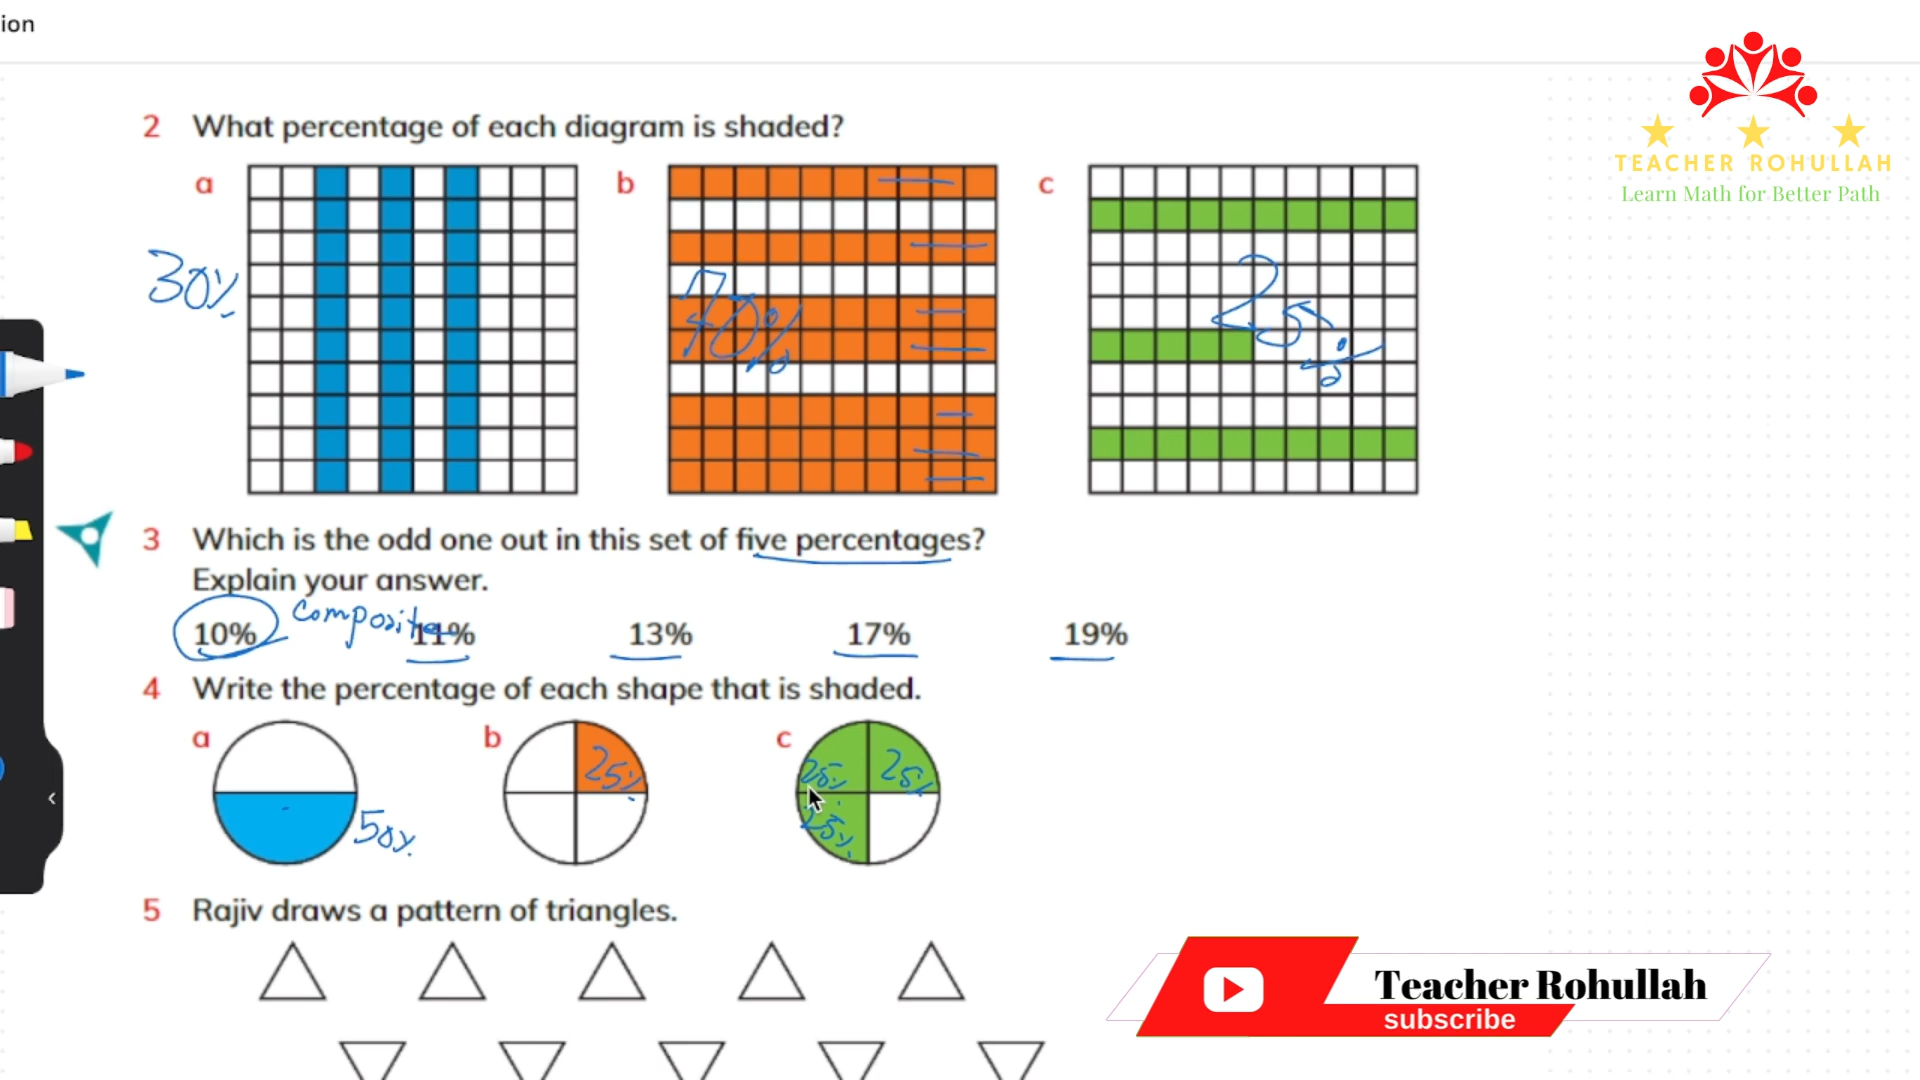 ion
2 What percentage of each diagram is shaded?
a b c
30%
70%
25%
TEACHER ROHULLAH
Learn Math for Better Path
3 Which is the odd one out in this set of five percentages?
Explain your answer.
composite
10% 11% 13% 17% 19%
4 Write the percentage of each shape that is shaded.
a b c
25% 25% 25%
50% 25%
5 Rajiv draws a pattern of triangles.
Teacher Rohullah
subscribe